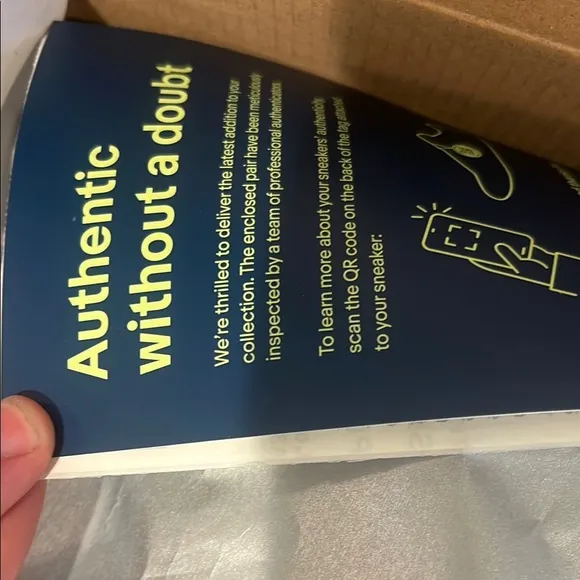 Authentic
without a doubt
We're thrilled to deliver the latest addition to your
collection. The enclosed pair have been meticulously
inspected by a team of professional authenticators
To learn more about your sneakers' authenticity
scan the QR code on the back of the tag attached
to your sneaker: